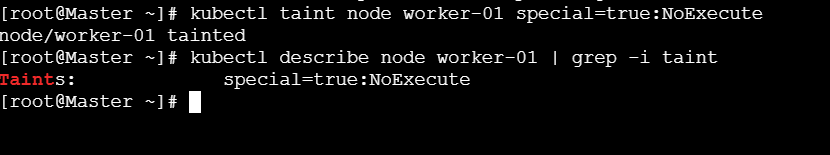 [root@Master ~]# kubectl taint node worker-01 special=true:NoExecute
node/worker-01 tainted
[root@Master ~]# kubectl describe node worker-01 | grep -i taint
Taints:             special=true:NoExecute
[root@Master ~]#